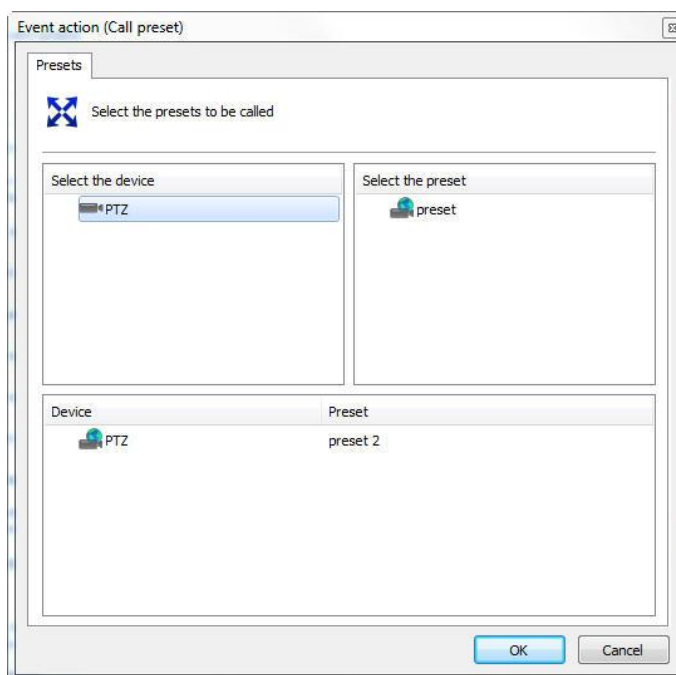 Event action (Call preset)
Presets
Select the presets to be called
Select the device
PTZ
Select the preset
preset
Device Preset
PTZ preset 2
OK Cancel